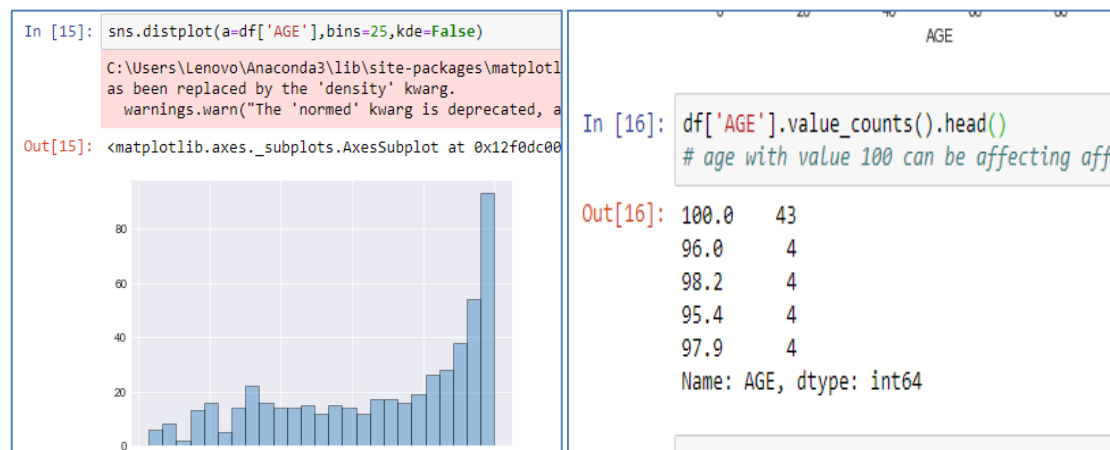 In [15]: sns.distplot(a=df['AGE'],bins=25,kde=False)
C:\Users\Lenovo\Anaconda3\lib\site-packages\matplotl
as been replaced by the 'density' kwarg.
warnings.warn("The 'normed' kwarg is deprecated, a
Out[15]: <matplotlib.axes._subplots.AxesSubplot at 0x12f0dc00
80
60
40
20
0
AGE
In [16]: df['AGE'].value_counts().head()
# age with value 100 can be affecting aff
Out[16]: 100.0 43
96.0 4
98.2 4
95.4 4
97.9 4
Name: AGE, dtype: int64